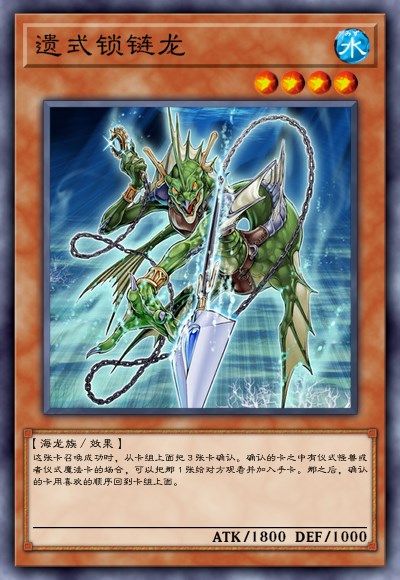 遗式锁链龙
水
【海龙族／效果】
这张卡召唤成功时，从卡组上面把３张卡确认。确认的卡之中有仪式怪兽或
者仪式魔法卡的场合，可以把那１张给对方观看并加入手卡。那之后，确认
的卡用喜欢的顺序回到卡组上面。
ATK/1800 DEF/1000